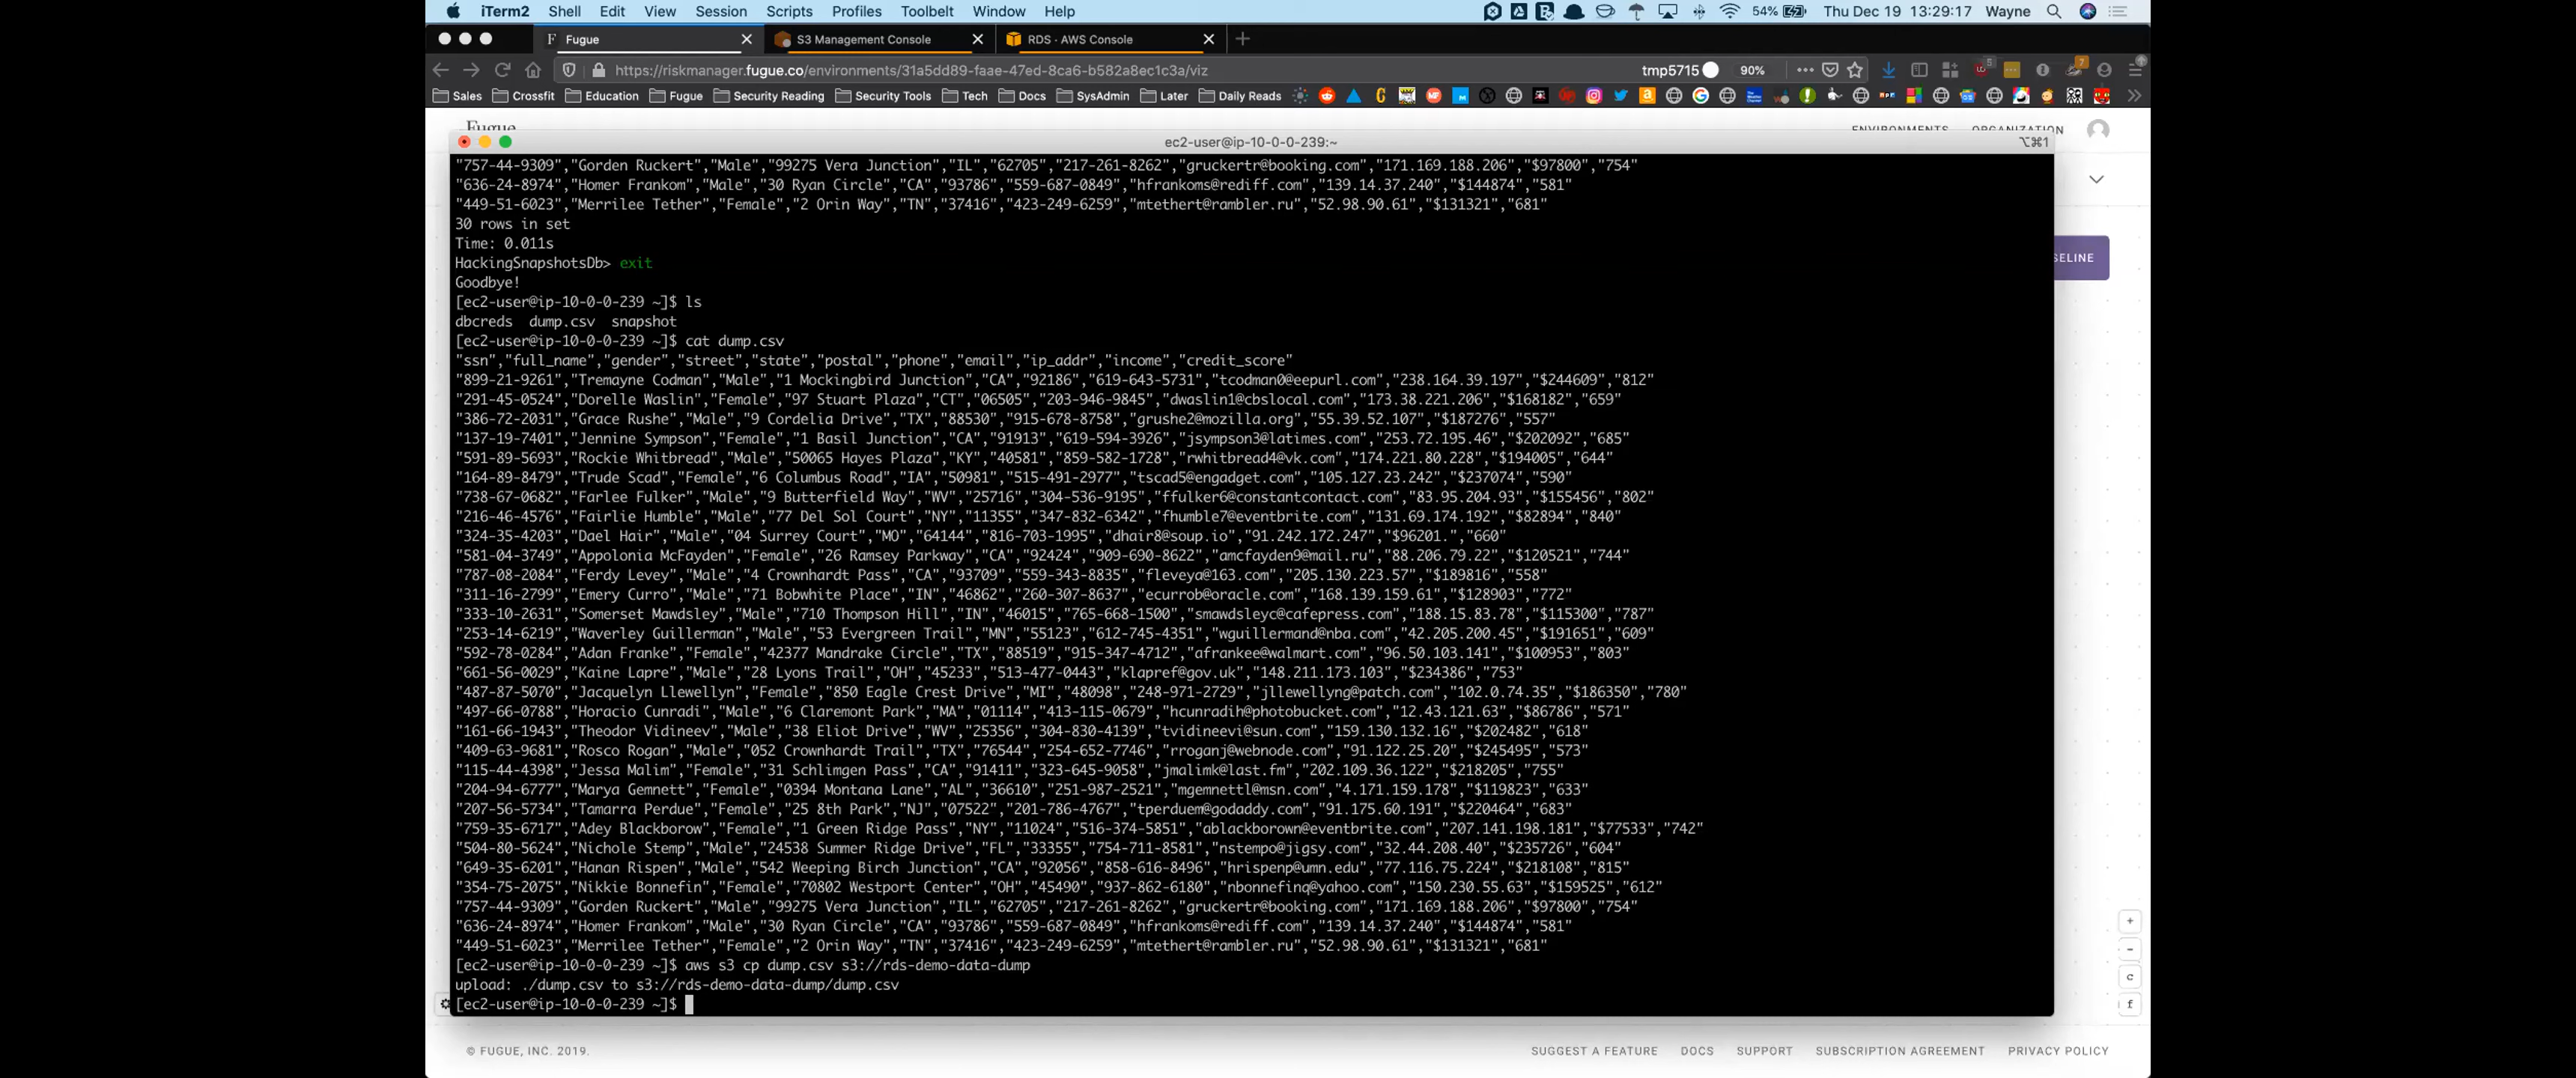 iTerm2 Shell Edit View Session Scripts Profiles Toolbelt Window Help 54% Thu Dec 19 13:29:17 Wayne
F Fugue S3 Management Console RDS · AWS Console
https://riskmanager.fugue.co/environments/31a5dd89-faae-47ed-8ca6-b582a8ec1c3a/viz tmp5715 90%
Sales Crossfit Education Fugue Security Reading Security Tools Tech Docs SysAdmin Later Daily Reads
Fugue ENVIRONMENTS ORGANIZATION
ec2-user@ip-10-0-0-239:~ ⌥⌘1
"757-44-9309","Gorden Ruckert","Male","99275 Vera Junction","IL","62705","217-261-8262","gruckertr@booking.com","171.169.188.206","$97800","754"
"636-24-8974","Homer Frankom","Male","30 Ryan Circle","CA","93786","559-687-0849","hfrankoms@rediff.com","139.14.37.240","$144874","581"
"449-51-6023","Merrilee Tether","Female","2 Orin Way","TN","37416","423-249-6259","mtethert@rambler.ru","52.98.90.61","$131321","681"
30 rows in set
Time: 0.011s
HackingSnapshotsDb> exit
SELINE
Goodbye!
[ec2-user@ip-10-0-0-239 ~]$ ls
dbcreds dump.csv snapshot
[ec2-user@ip-10-0-0-239 ~]$ cat dump.csv
"ssn","full_name","gender","street","state","postal","phone","email","ip_addr","income","credit_score"
"899-21-9261","Tremayne Codman","Male","1 Mockingbird Junction","CA","92186","619-643-5731","tcodman0@eepurl.com","238.164.39.197","$244609","812"
"291-45-0524","Dorelle Waslin","Female","97 Stuart Plaza","CT","06505","203-946-9845","dwaslin1@cbslocal.com","173.38.221.206","$168182","659"
"386-72-2031","Grace Rushe","Male","9 Cordelia Drive","TX","88530","915-678-8758","grushe2@mozilla.org","55.39.52.107","$187276","557"
"137-19-7401","Jennine Sympson","Female","1 Basil Junction","CA","91913","619-594-3926","jsympson3@latimes.com","253.72.195.46","$202092","685"
"591-89-5693","Rockie Whitbread","Male","50065 Hayes Plaza","KY","40581","859-582-1728","rwhitbread4@vk.com","174.221.80.228","$194005","644"
"164-89-8479","Trude Scad","Female","6 Columbus Road","IA","50981","515-491-2977","tscad5@engadget.com","105.127.23.242","$237074","590"
"738-67-0682","Farlee Fulker","Male","9 Butterfield Way","WV","25716","304-536-9195","ffulker6@constantcontact.com","83.95.204.93","$155456","802"
"216-46-4576","Fairlie Humble","Male","77 Del Sol Court","NY","11355","347-832-6342","fhumble7@eventbrite.com","131.69.174.192","$82894","840"
"324-35-4203","Dael Hair","Male","04 Surrey Court","MO","64144","816-703-1995","dhair8@soup.io","91.242.172.247","$96201.","660"
"581-04-3749","Appolonia McFayden","Female","26 Ramsey Parkway","CA","92424","909-690-8622","amcfayden9@mail.ru","88.206.79.22","$120521","744"
"787-08-2084","Ferdy Levey","Male","4 Crownhardt Pass","CA","93709","559-343-8835","fleveya@163.com","205.130.223.57","$189816","558"
"311-16-2799","Emery Curro","Male","71 Bobwhite Place","IN","46862","260-307-8637","ecurrob@oracle.com","168.139.159.61","$128903","772"
"333-10-2631","Somerset Mawdsley","Male","710 Thompson Hill","IN","46015","765-668-1500","smawdsleyc@cafepress.com","188.15.83.78","$115300","787"
"253-14-6219","Waverley Guillerman","Male","53 Evergreen Trail","MN","55123","612-745-4351","wguillermand@nba.com","42.205.200.45","$191651","609"
"592-78-0284","Adan Franke","Female","42377 Mandrake Circle","TX","88519","915-347-4712","afrankee@walmart.com","96.50.103.141","$100953","803"
"661-56-0029","Kaine Lapre","Male","28 Lyons Trail","OH","45233","513-477-0443","klapref@gov.uk","148.211.173.103","$234386","753"
"487-87-5070","Jacquelyn Llewellyn","Female","850 Eagle Crest Drive","MI","48098","248-971-2729","jllewellyng@patch.com","102.0.74.35","$186350","780"
"497-66-0788","Horacio Cunradi","Male","6 Claremont Park","MA","01114","413-115-0679","hcunradih@photobucket.com","12.43.121.63","$86786","571"
"161-66-1943","Theodor Vidineev","Male","38 Eliot Drive","WV","25356","304-830-4139","tvidineevi@sun.com","159.130.132.16","$202482","618"
"409-63-9681","Rosco Rogan","Male","052 Crownhardt Trail","TX","76544","254-652-7746","rroganj@webnode.com","91.122.25.20","$245495","573"
"115-44-4398","Jessa Malim","Female","31 Schlimgen Pass","CA","91411","323-645-9058","jmalimk@last.fm","202.109.36.122","$218205","755"
"204-94-6777","Marya Gemnett","Female","0394 Montana Lane","AL","36610","251-987-2521","mgemnettl@msn.com","4.171.159.178","$119823","633"
"207-56-5734","Tamarra Perdue","Female","25 8th Park","NJ","07522","201-786-4767","tperduem@godaddy.com","91.175.60.191","$220464","683"
"759-35-6717","Adey Blackborow","Female","1 Green Ridge Pass","NY","11024","516-374-5851","ablackborown@eventbrite.com","207.141.198.181","$77533","742"
"504-80-5624","Nichole Stemp","Male","24538 Summer Ridge Drive","FL","33355","754-711-8581","nstempo@jigsy.com","32.44.208.40","$235726","604"
"649-35-6201","Hanan Rispen","Male","542 Weeping Birch Junction","CA","92056","858-616-8496","hrispenp@umn.edu","77.116.75.224","$218108","815"
"354-75-2075","Nikkie Bonnefin","Female","70802 Westport Center","OH","45490","937-862-6180","nbonnefinq@yahoo.com","150.230.55.63","$159525","612"
"757-44-9309","Gorden Ruckert","Male","99275 Vera Junction","IL","62705","217-261-8262","gruckertr@booking.com","171.169.188.206","$97800","754"
"636-24-8974","Homer Frankom","Male","30 Ryan Circle","CA","93786","559-687-0849","hfrankoms@rediff.com","139.14.37.240","$144874","581"
"449-51-6023","Merrilee Tether","Female","2 Orin Way","TN","37416","423-249-6259","mtethert@rambler.ru","52.98.90.61","$131321","681"
[ec2-user@ip-10-0-0-239 ~]$ aws s3 cp dump.csv s3://rds-demo-data-dump
upload: ./dump.csv to s3://rds-demo-data-dump/dump.csv
[ec2-user@ip-10-0-0-239 ~]$
+
-
c
f
© FUGUE, INC. 2019. SUGGEST A FEATURE DOCS SUPPORT SUBSCRIPTION AGREEMENT PRIVACY POLICY